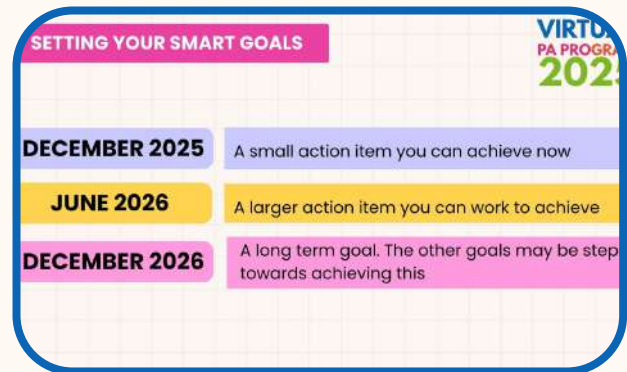 SETTING YOUR SMART GOALS
VIRTUA
PA PROGRA
2025
DECEMBER 2025
A small action item you can achieve now
JUNE 2026
A larger action item you can work to achieve
DECEMBER 2026
A long term goal. The other goals may be step
towards achieving this